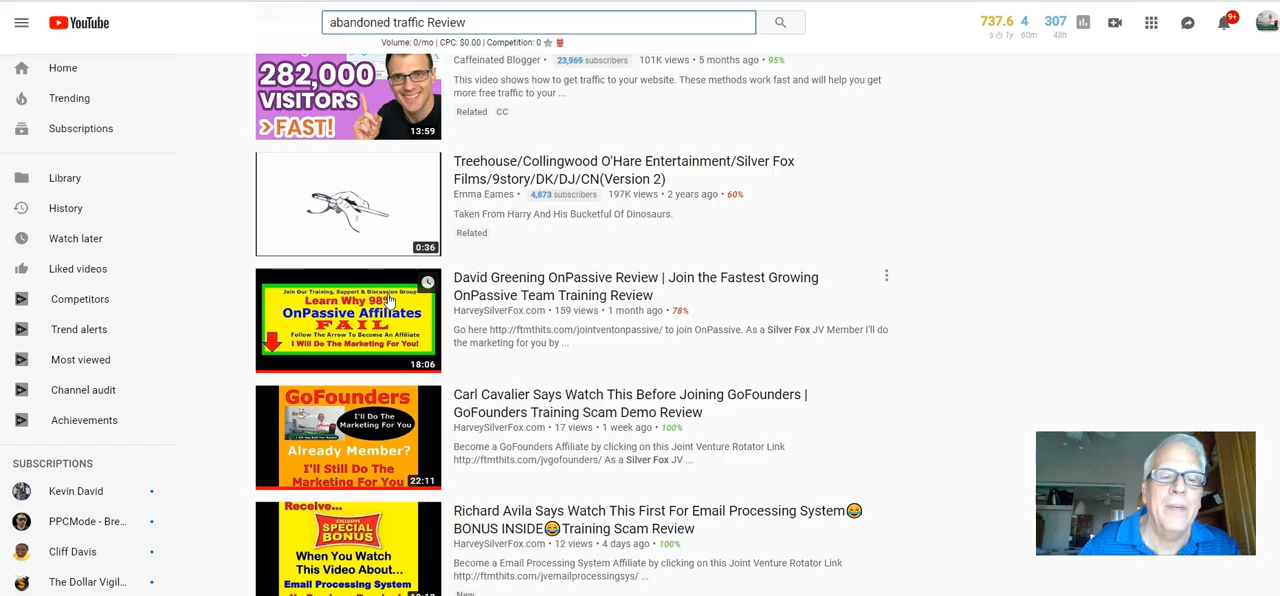 YouTube
abandoned traffic Review
737.6 4 307
$ 1y 60m 48h
9+
Volume: 0/mo | CPC: $0.00 | Competition: 0
Home
Trending
Subscriptions
Library
History
Watch later
Liked videos
Competitors
Trend alerts
Most viewed
Channel audit
Achievements
SUBSCRIPTIONS
Kevin David
PPCMode - Bre...
Cliff Davis
The Dollar Vigil...
282,000
VISITORS
> FAST!
13:59
Caffeinated Blogger • 23,969 subscribers 101K views • 5 months ago • 95%
This video shows how to get traffic to your website. These methods work fast and will help you get
more free traffic to your ...
Related CC
0:36
Treehouse/Collingwood O'Hare Entertainment/Silver Fox
Films/9story/DK/DJ/CN(Version 2)
Emma Eames • 4,873 subscribers 197K views • 2 years ago • 60%
Taken From Harry And His Bucketful Of Dinosaurs.
Related
Join Our Training, Support & Discussion Group
Learn Why 98%
OnPassive Affiliates
FAIL
Follow The Arrow To Become An Affiliate
I Will Do The Marketing For You!
18:06
David Greening OnPassive Review | Join the Fastest Growing
OnPassive Team Training Review
HarveySilverFox.com • 159 views • 1 month ago • 78%
Go here http://ftmthits.com/jointventonpassive/ to join OnPassive. As a Silver Fox JV Member I'll do
the marketing for you by ...
GoFounders
I'll Do The
Marketing For You
Already Member?
I'll Still Do The
Marketing For You
22:11
Carl Cavalier Says Watch This Before Joining GoFounders |
GoFounders Training Scam Demo Review
HarveySilverFox.com • 17 views • 1 week ago • 100%
Become a GoFounders Affiliate by clicking on this Joint Venture Rotator Link
http://ftmthits.com/jvgofounders/ As a Silver Fox JV ...
Receive...
EXCLUSIVE
SPECIAL
BONUS
When You Watch
This Video About...
Email Processing System
Richard Avila Says Watch This First For Email Processing System😂
BONUS INSIDE😂Training Scam Review
HarveySilverFox.com • 12 views • 4 days ago • 100%
Become a Email Processing System Affiliate by clicking on this Joint Venture Rotator Link
http://ftmthits.com/jvemailprocessingsys/ ...
New